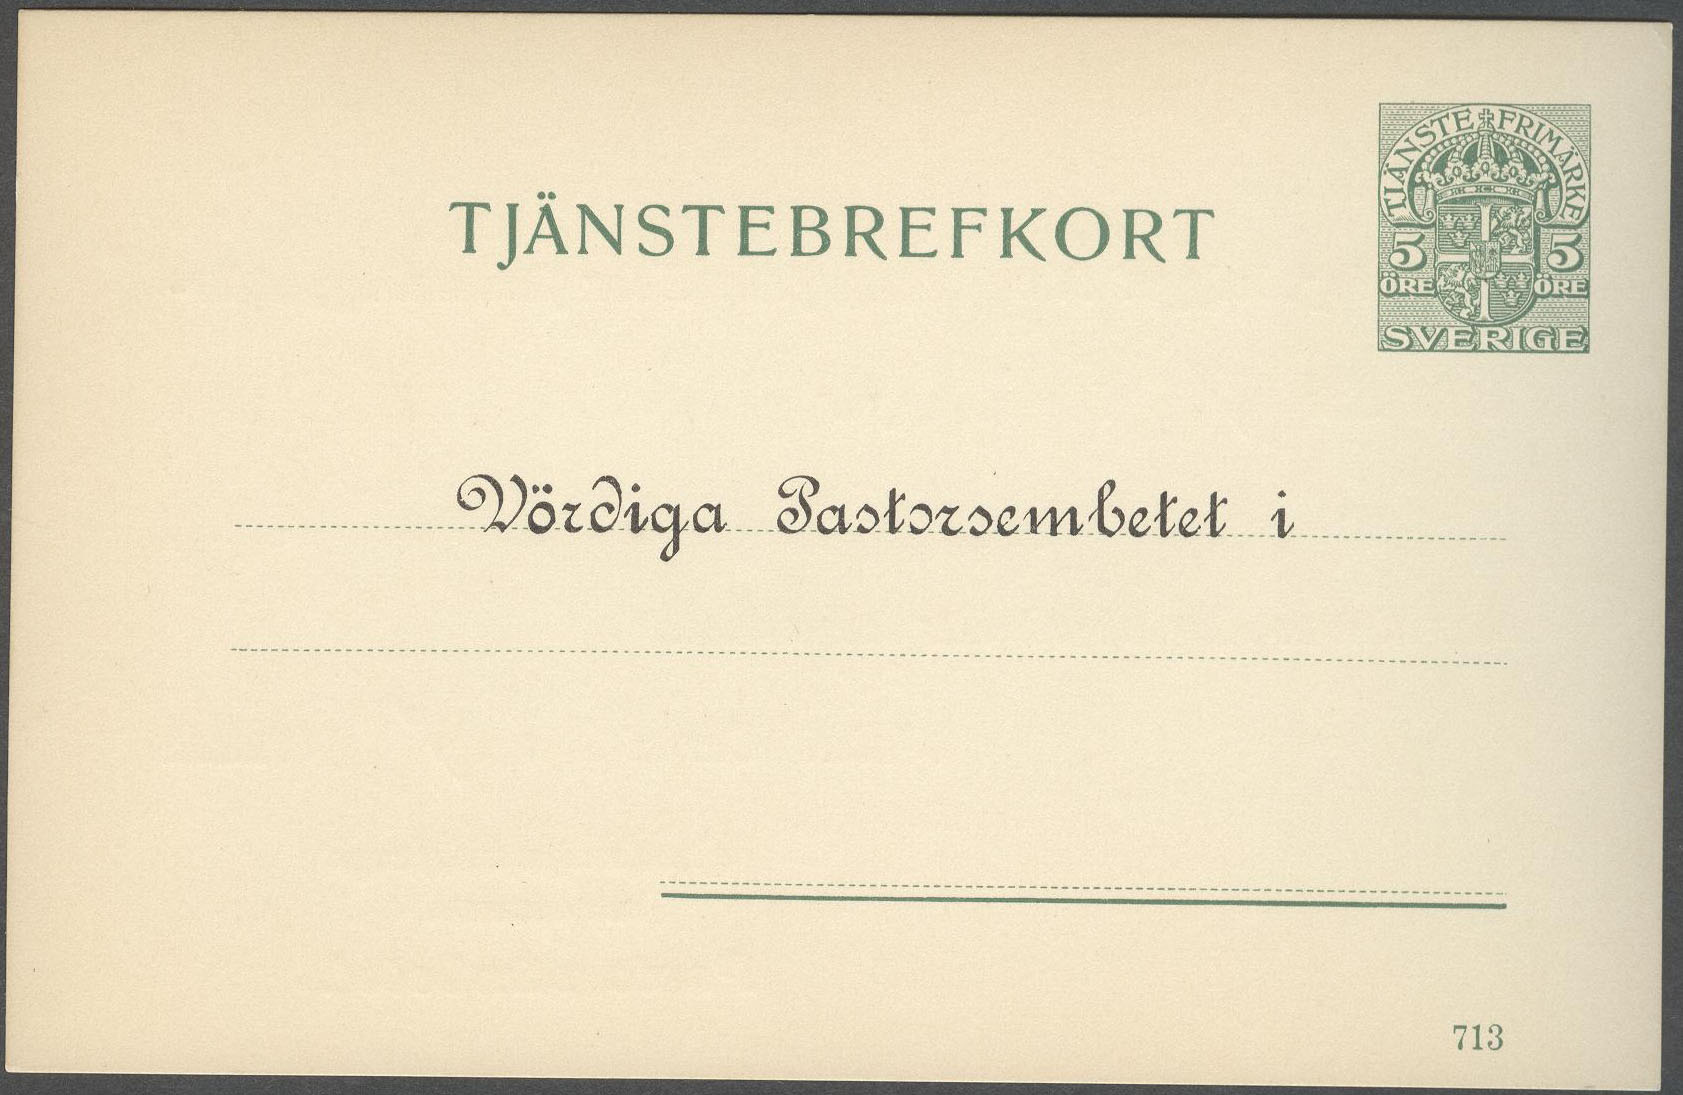 TJÄNSTEBREFKORT
TJÄNSTE FRIMÄRKE
5 5
ÖRE ÖRE
SVERIGE
Vördiga Pastorsembetet i
713